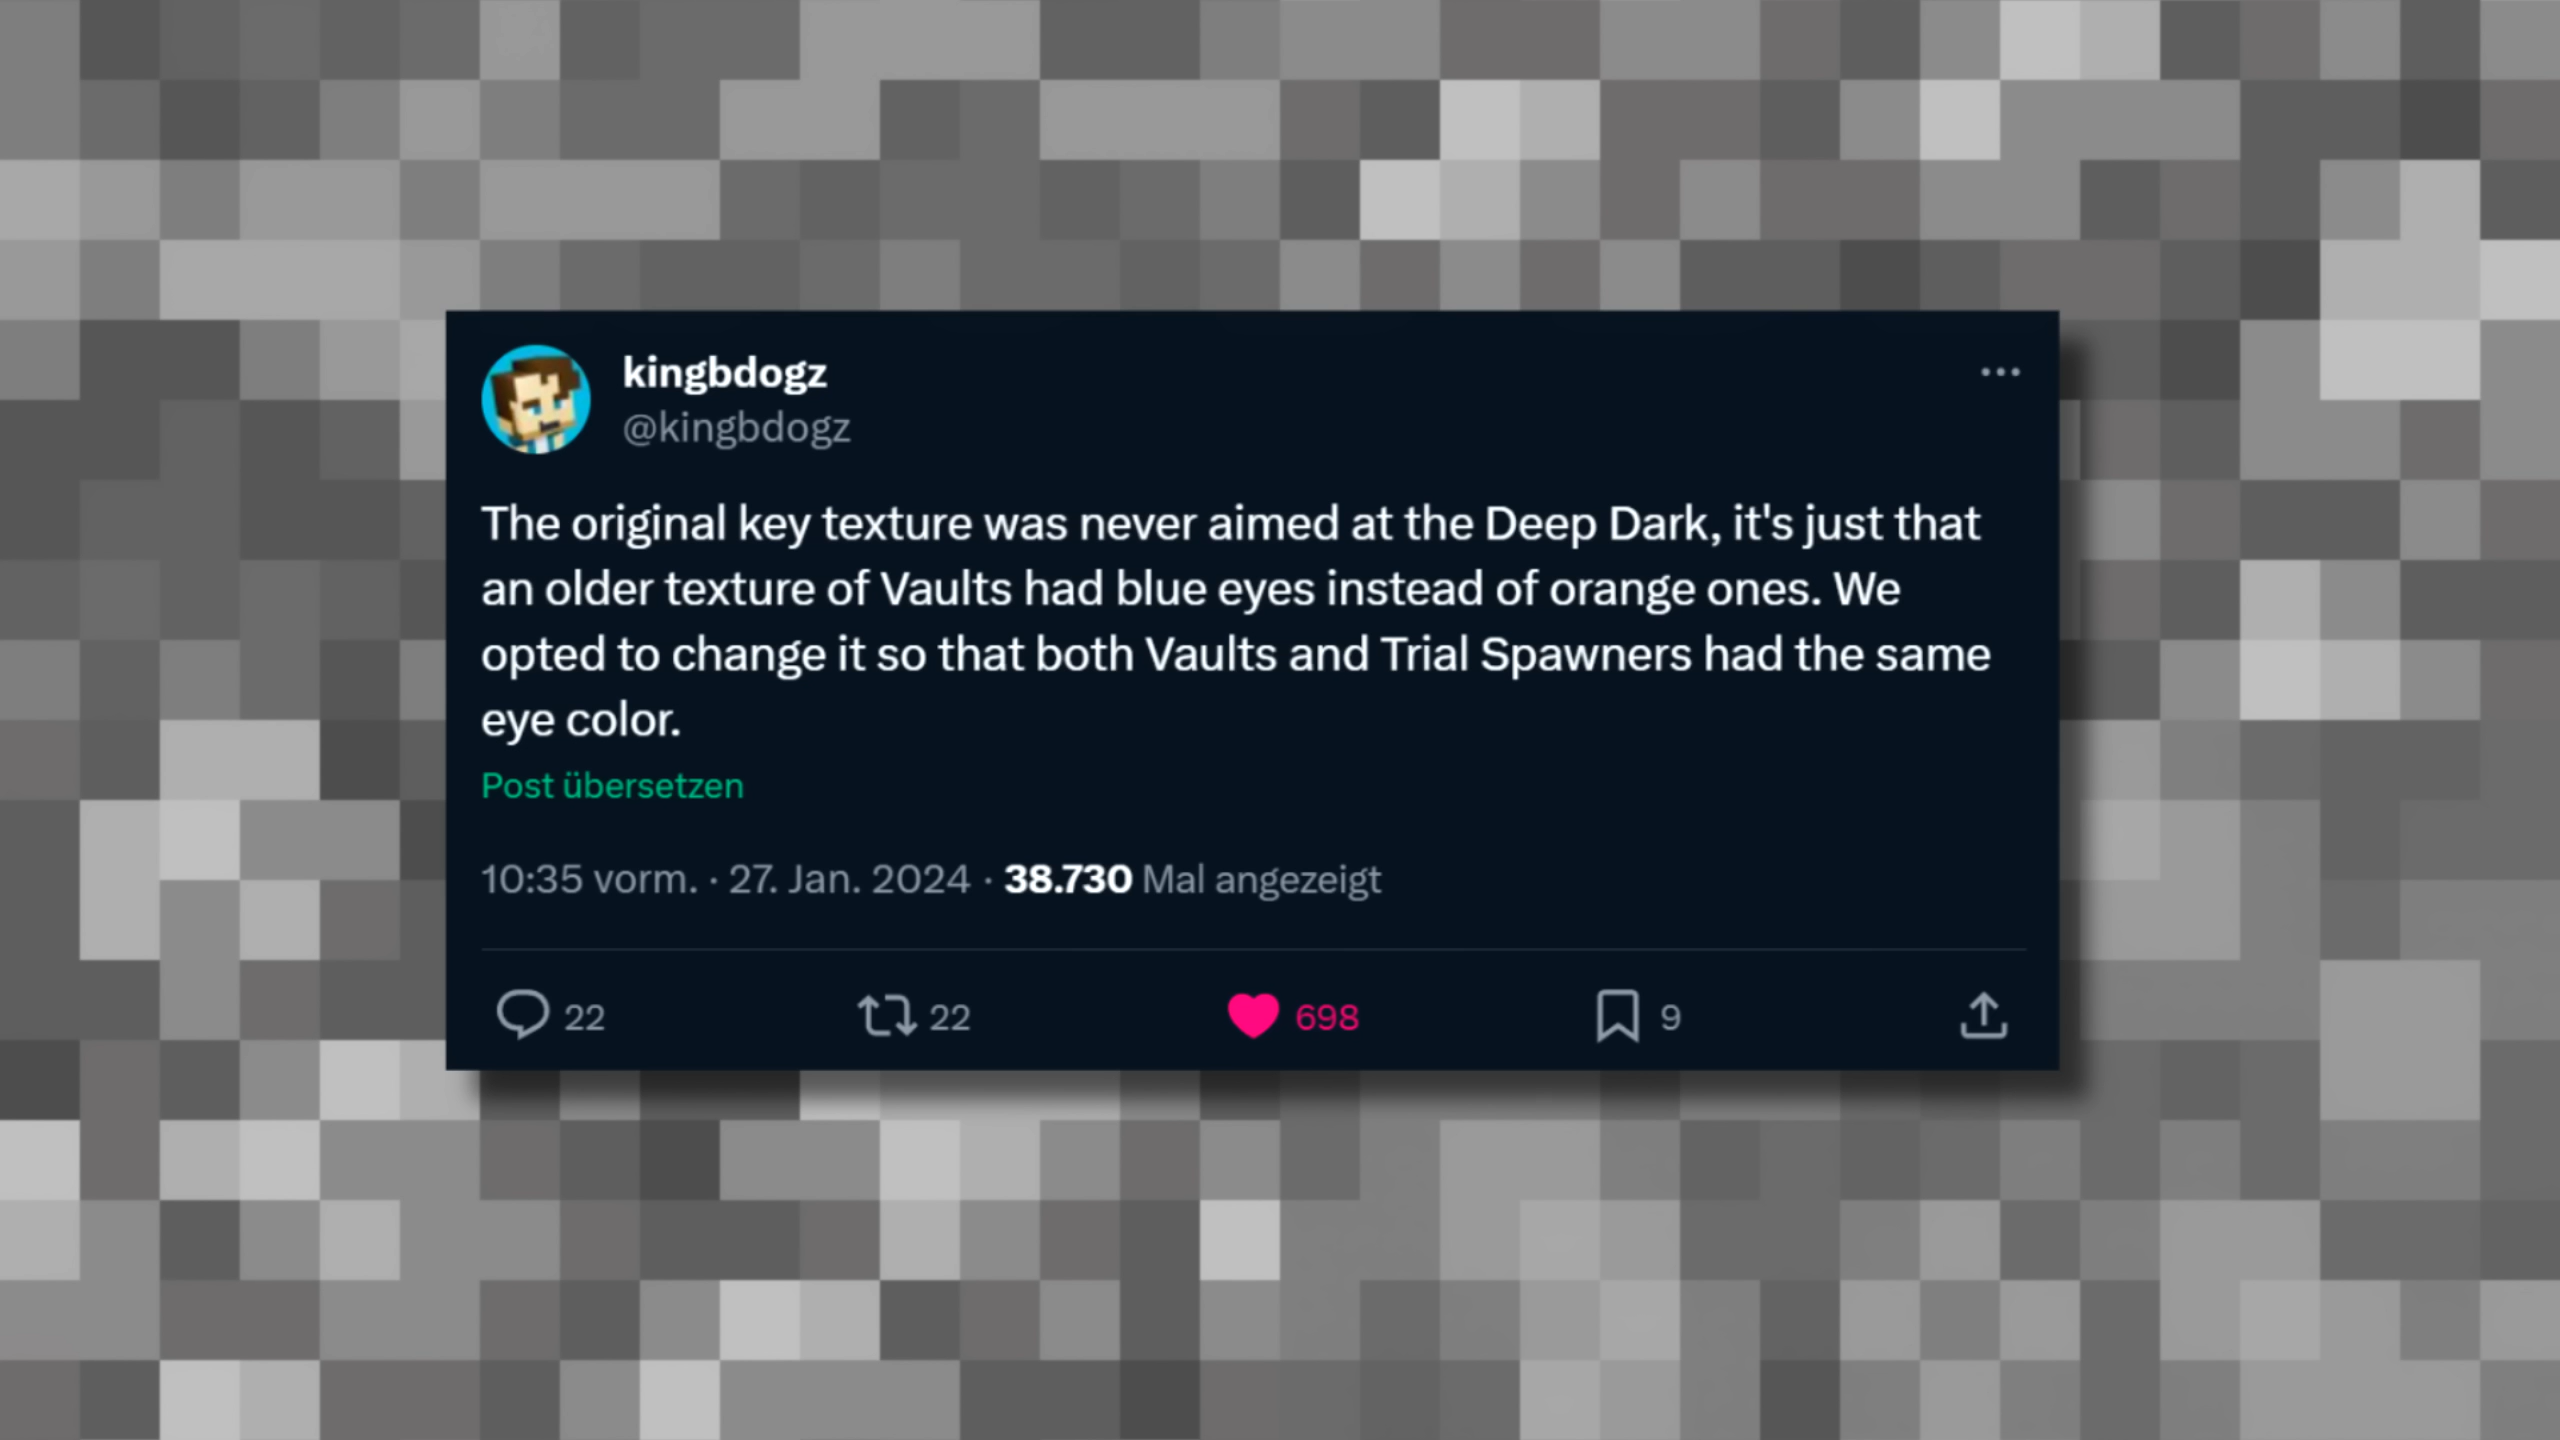 kingbdogz
@kingbdogz
The original key texture was never aimed at the Deep Dark, it's just that
an older texture of Vaults had blue eyes instead of orange ones. We
opted to change it so that both Vaults and Trial Spawners had the same
eye color.
Post übersetzen
10:35 vorm. · 27. Jan. 2024 · 38.730 Mal angezeigt
22 22 698 9